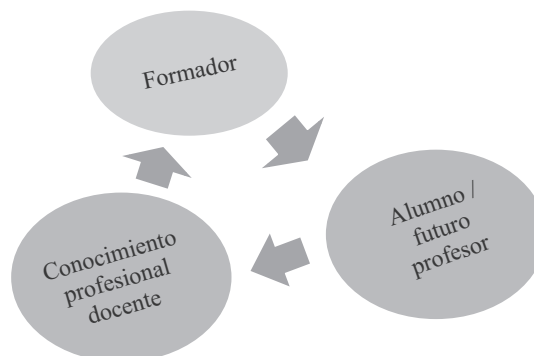 Formador
Alumno /
futuro
profesor
Conocimiento
profesional
docente